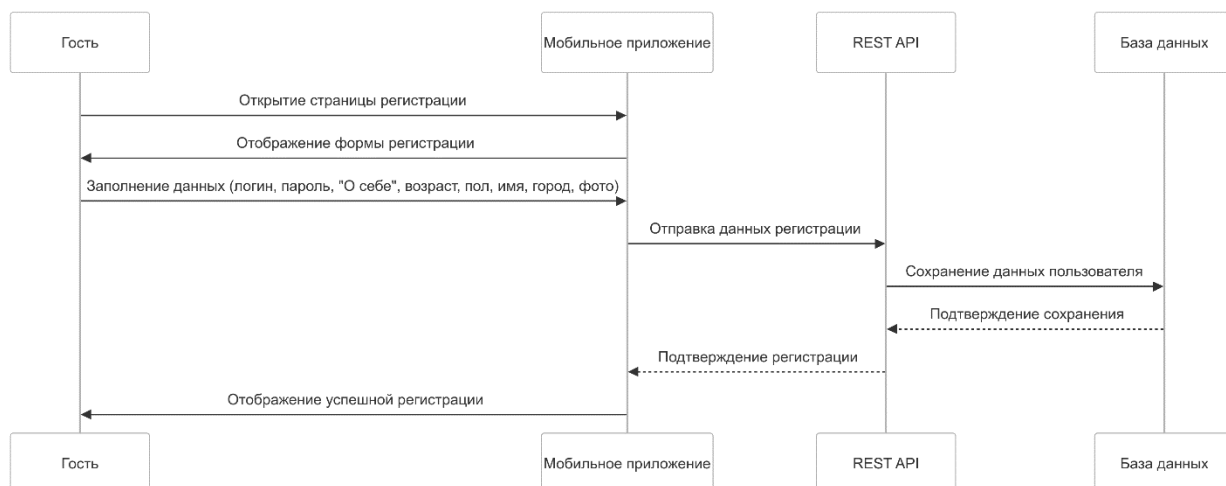 Гость
Мобильное приложение
REST API
База данных
Открытие страницы регистрации
Отображение формы регистрации
Заполнение данных (логин, пароль, "О себе", возраст, пол, имя, город, фото)
Отправка данных регистрации
Сохранение данных пользователя
Подтверждение сохранения
Подтверждение регистрации
Отображение успешной регистрации
Гость
Мобильное приложение
REST API
База данных